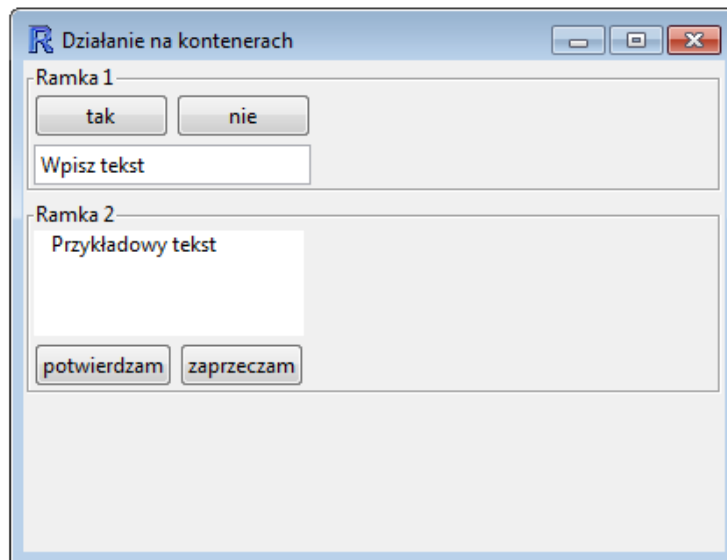 Działanie na kontenerach
Ramka 1
tak nie
Wpisz tekst
Ramka 2
Przykładowy tekst
potwierdzam zaprzeczam